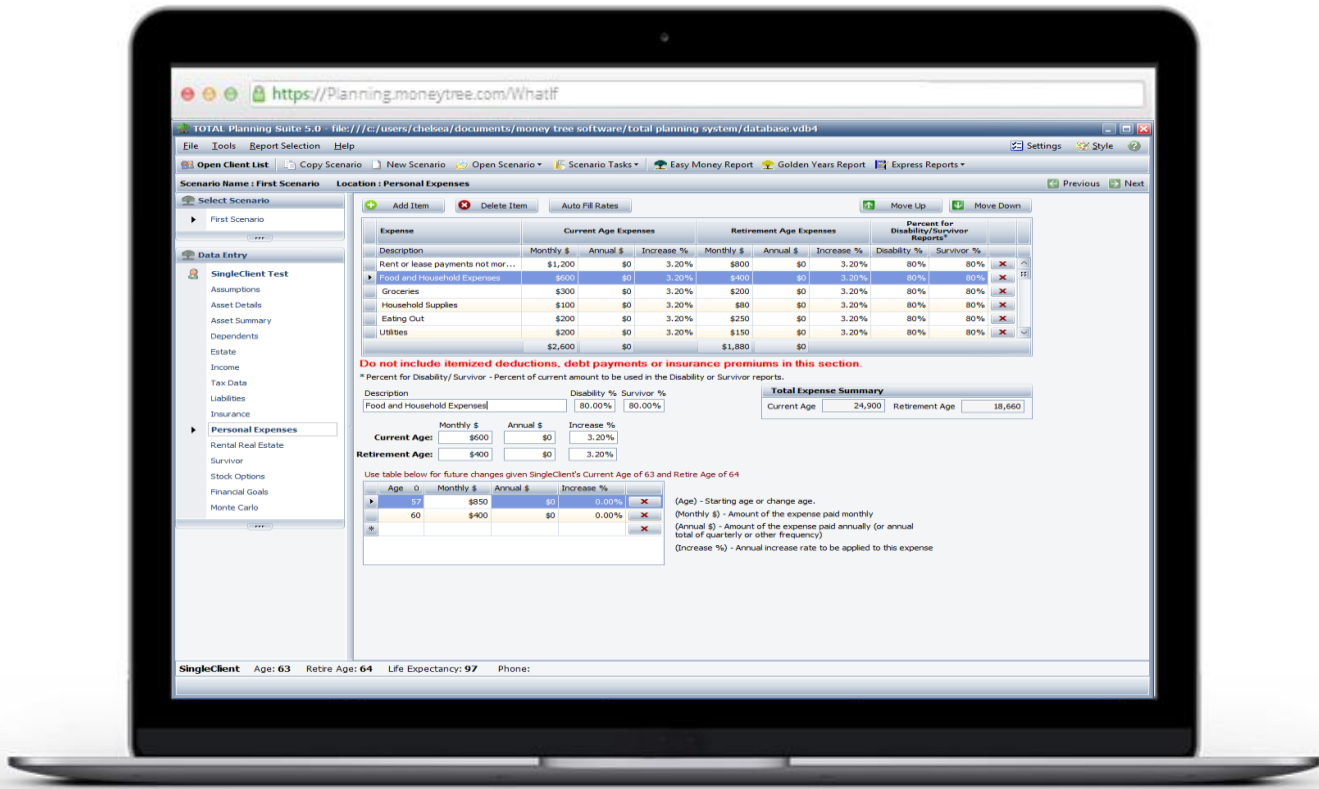 https://Planning.moneytree.com/WhatIf
TOTAL Planning Suite 5.0 - file:///c:/users/chelsea/documents/money tree software/total planning system/database.vdb4
File Tools Report Selection Help Settings Style
Open Client List Copy Scenario New Scenario Open Scenario Scenario Tasks Easy Money Report Golden Years Report Express Reports
Scenario Name : First Scenario Location : Personal Expenses Previous Next
Select Scenario
First Scenario
Data Entry
SingleClient Test
Assumptions
Asset Details
Asset Summary
Dependents
Estate
Income
Tax Data
Liabilities
Insurance
Personal Expenses
Rental Real Estate
Survivor
Stock Options
Financial Goals
Monte Carlo
Add Item Delete Item Auto Fill Rates Move Up Move Down
Expense Current Age Expenses Retirement Age Expenses Percent for Disability/Survivor Reports*
Description Monthly $ Annual $ Increase % Monthly $ Annual $ Increase % Disability % Survivor %
Rent or lease payments not mor... $1,200 $0 3.20% $800 $0 3.20% 80% 80%
Food and Household Expenses $600 $0 3.20% $400 $0 3.20% 80% 80%
Groceries $300 $0 3.20% $200 $0 3.20% 80% 80%
Household Supplies $100 $0 3.20% $80 $0 3.20% 80% 80%
Eating Out $200 $0 3.20% $250 $0 3.20% 80% 80%
Utilities $200 $0 3.20% $150 $0 3.20% 80% 80%
$2,600 $0 $1,880 $0
Do not include itemized deductions, debt payments or insurance premiums in this section.
* Percent for Disability/ Survivor - Percent of current amount to be used in the Disability or Survivor reports.
Description Disability % Survivor %
Food and Household Expenses 80.00% 80.00%
Total Expense Summary
Current Age 24,900 Retirement Age 18,660
Monthly $ Annual $ Increase %
Current Age: $600 $0 3.20%
Retirement Age: $400 $0 3.20%
Use table below for future changes given SingleClient's Current Age of 63 and Retire Age of 64
Age 0 Monthly $ Annual $ Increase %
57 $850 $0 0.00%
60 $400 $0 0.00%
(Age) - Starting age or change age.
(Monthly $) - Amount of the expense paid monthly
(Annual $) - Amount of the expense paid annually (or annual
total of quarterly or other frequency)
(Increase %) - Annual increase rate to be applied to this expense
SingleClient Age: 63 Retire Age: 64 Life Expectancy: 97 Phone: